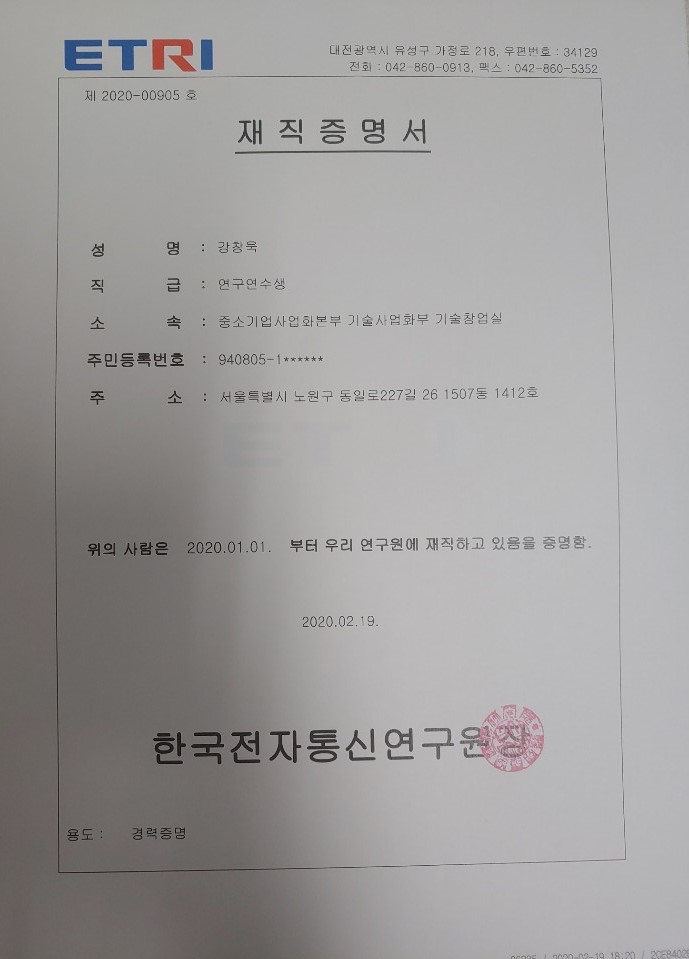 ETRI
대전광역시 유성구 가정로 218, 우편번호 : 34129
전화 : 042-860-0913, 팩스 : 042-860-5352
제 2020-00905 호
재 직 증 명 서
성 명 : 강창욱
직 급 : 연구연수생
소 속 : 중소기업사업화본부 기술사업화부 기술창업실
주민등록번호 : 940805-1******
주 소 : 서울특별시 노원구 동일로227길 26 1507동 1412호
위의 사람은 2020.01.01. 부터 우리 연구원에 재직하고 있음을 증명함.
2020.02.19.
한국전자통신연구원장
용도 : 경력증명
/ 2020-02-19 18:20 /